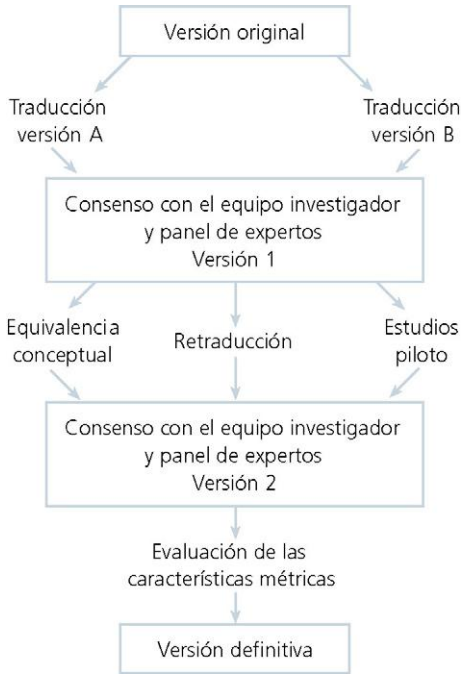 Versión original
Traducción
versión A
Traducción
versión B
Consenso con el equipo investigador
y panel de expertos
Versión 1
Equivalencia
conceptual
Retraducción
Estudios
piloto
Consenso con el equipo investigador
y panel de expertos
Versión 2
Evaluación de las
características métricas
Versión definitiva